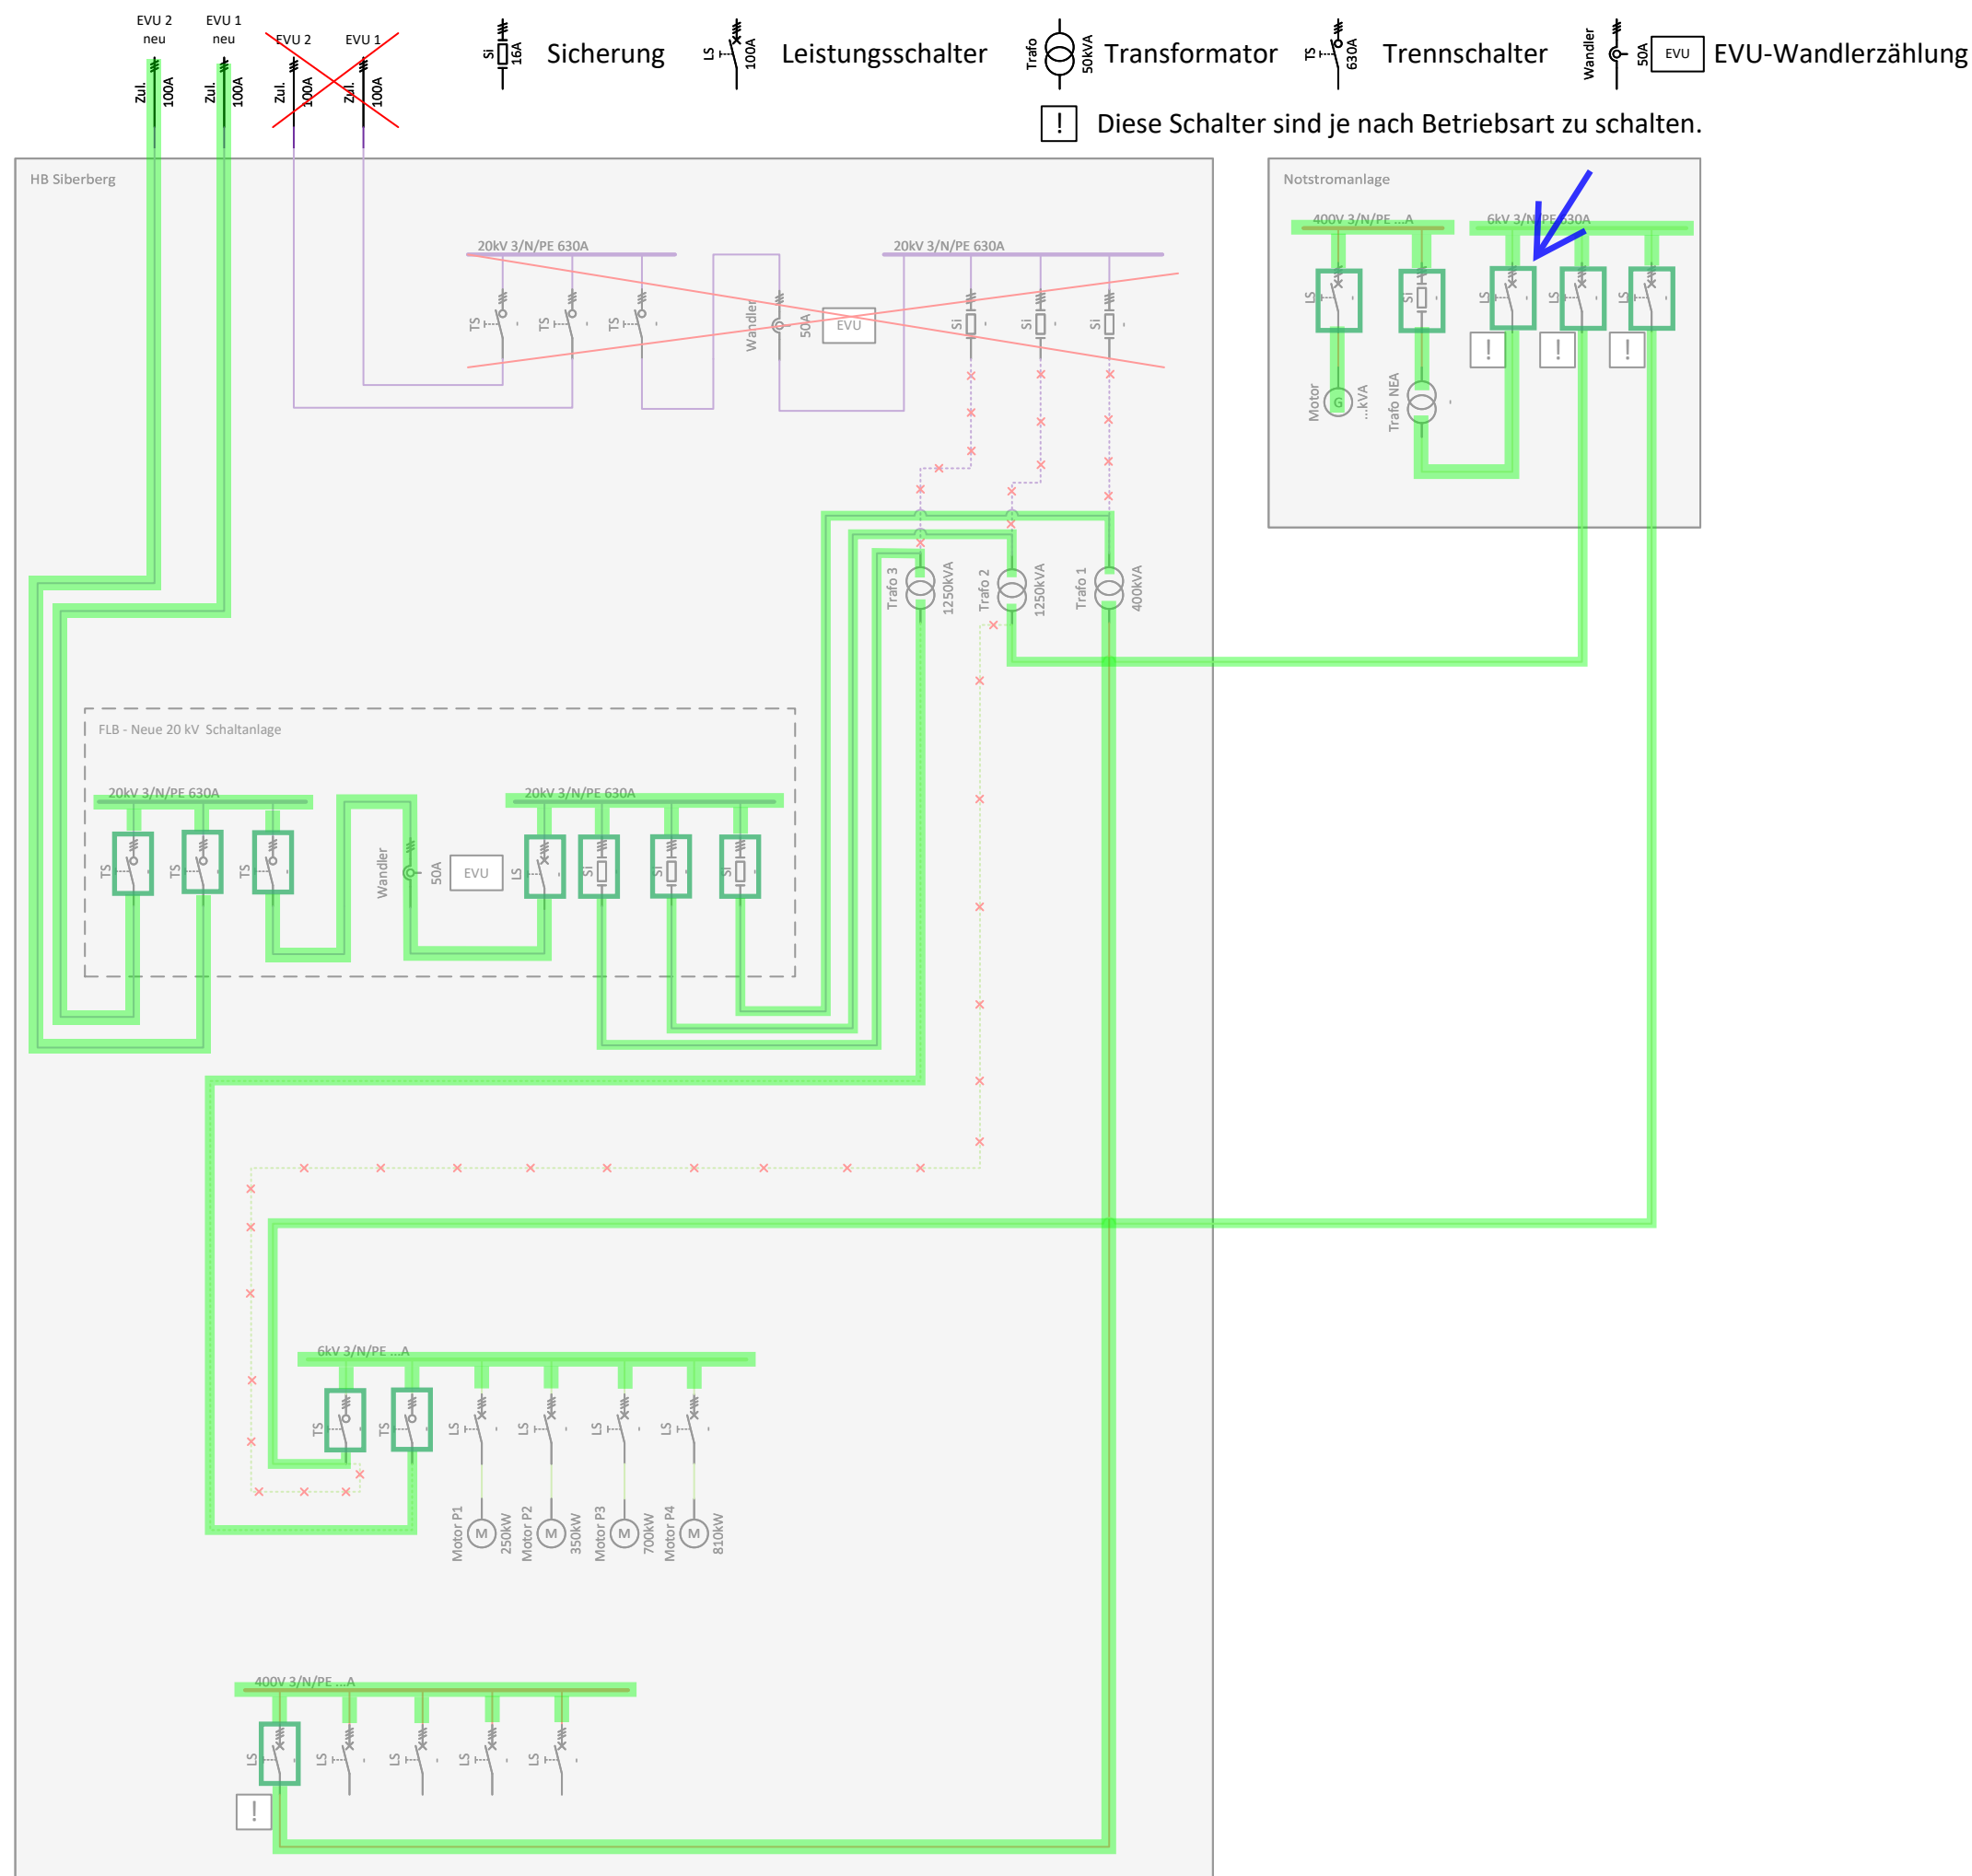 EVU 2
neu
EVU 1
neu
EVU 2
EVU 1
Zul.
100A
Zul.
100A
Zul.
100A
Zul.
100A
Si
16A
Sicherung
LS
100A
Leistungsschalter
Trafo
50kVA
Transformator
TS
630A
Trennschalter
Wandler
50A
EVU
EVU-Wandlerzählung
!
Diese Schalter sind je nach Betriebsart zu schalten.
HB Siberberg
20kV 3/N/PE 630A
TS
-
TS
-
TS
-
Wandler
50A
EVU
20kV 3/N/PE 630A
Si
-
Si
-
Si
-
Notstromanlage
400V 3/N/PE ...A
6kV 3/N/PE 630A
LS
-
Si
-
LS
-
LS
-
LS
-
!
!
!
Motor
G
...kVA
Trafo NEA
-
Trafo 3
1250kVA
Trafo 2
1250kVA
Trafo 1
400kVA
FLB - Neue 20 kV Schaltanlage
20kV 3/N/PE 630A
TS
-
TS
-
TS
-
Wandler
50A
EVU
20kV 3/N/PE 630A
LS
-
Si
-
Si
-
Si
-
6kV 3/N/PE ...A
TS
-
TS
-
LS
-
LS
-
LS
-
LS
-
Motor P1
M
250kW
Motor P2
M
350kW
Motor P3
M
700kW
Motor P4
M
810kW
400V 3/N/PE ...A
LS
-
LS
-
LS
-
LS
-
LS
-
!